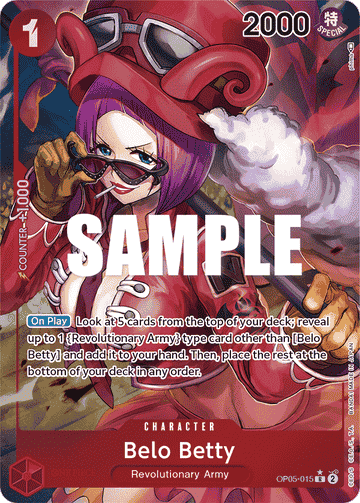 1
2000
特
SPECIAL
COUNTER +1000
SAMPLE
On Play Look at 5 cards from the top of your deck; reveal
up to 1 {Revolutionary Army} type card other than [Belo
Betty] and add it to your hand. Then, place the rest at the
bottom of your deck in any order.
CHARACTER
Belo Betty
Revolutionary Army
OP05-015 R 2